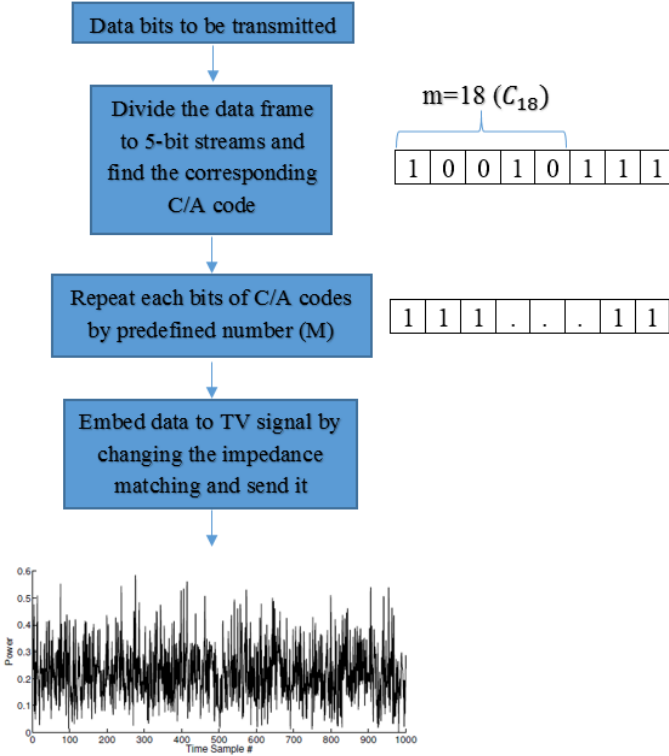 Data bits to be transmitted
Divide the data frame
to 5-bit streams and
find the corresponding
C/A code
m=18 (C₁₈)
1 0 0 1 0 1 1 1
Repeat each bits of C/A codes
by predefined number (M)
1 1 1 . . . 1 1
Embed data to TV signal by
changing the impedance
matching and send it
0.6
0.5
0.4
0.3
0.2
0.1
0
Power
0 100 200 300 400 500 600 700 800 900 1000
Time Sample #